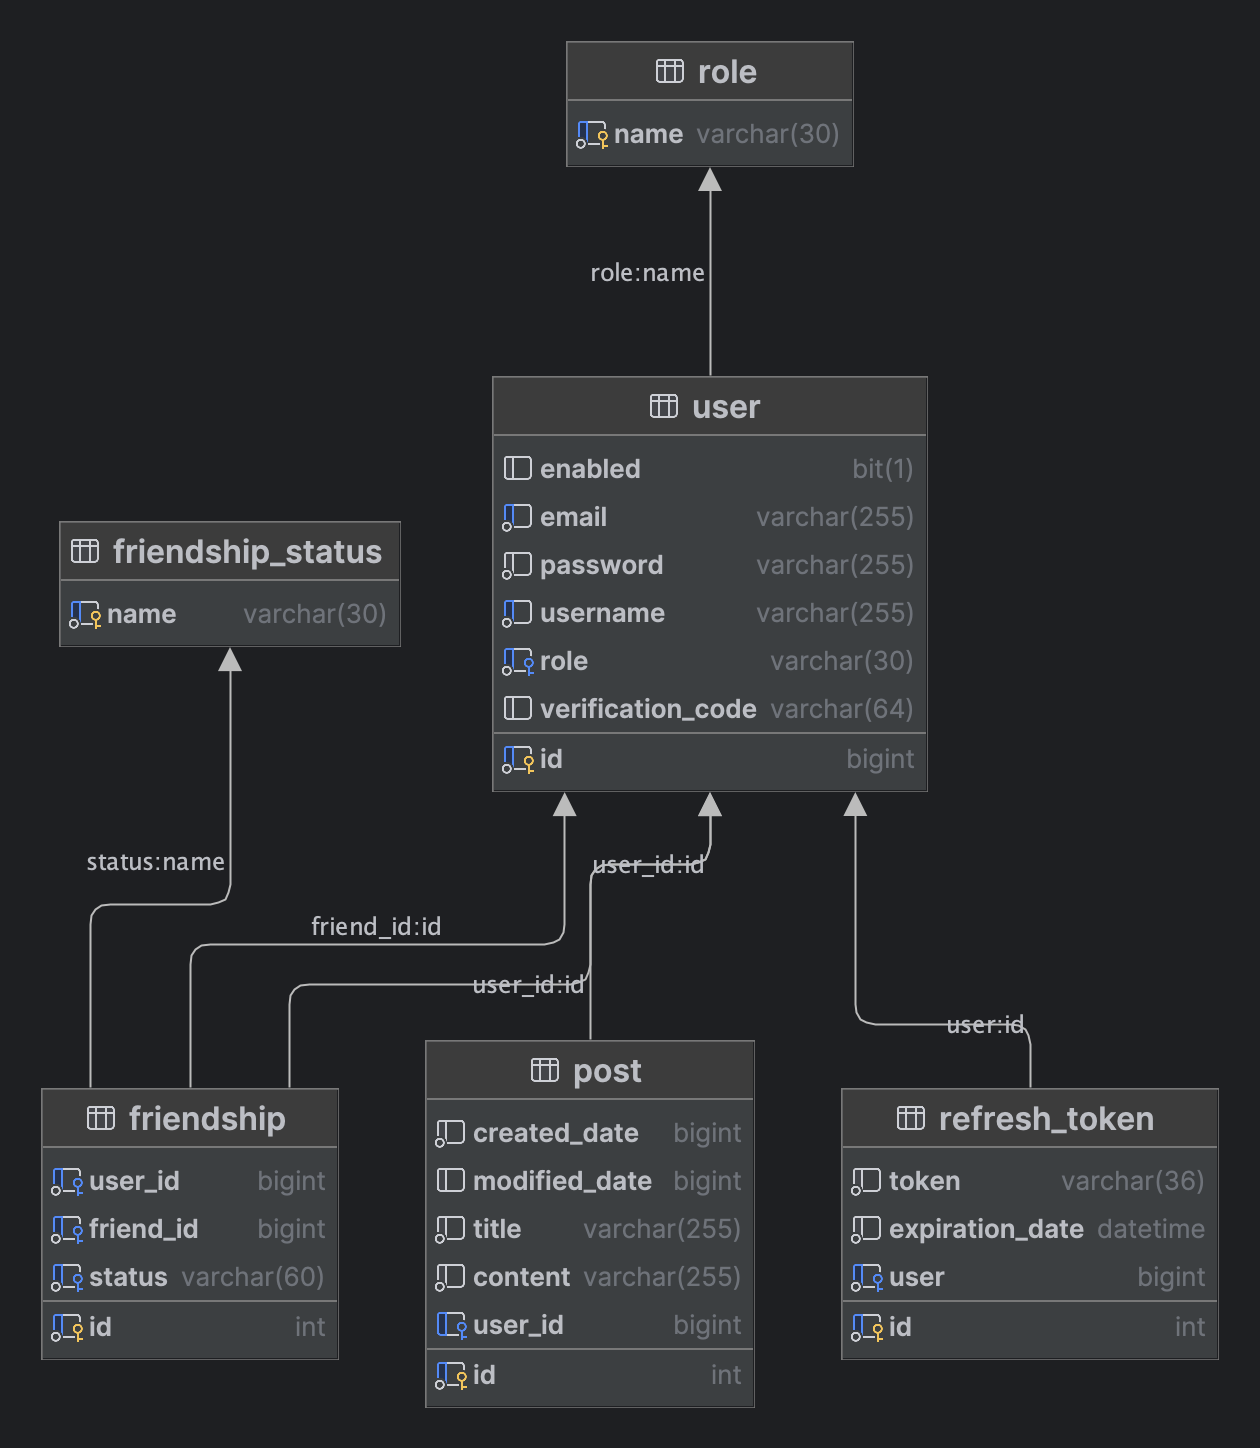 role
name varchar(30)
role:name
user
enabled bit(1)
email varchar(255)
password varchar(255)
username varchar(255)
role varchar(30)
verification_code varchar(64)
id bigint
friendship_status
name varchar(30)
status:name
user_id:id
friend_id:id
user_id:id
user:id
friendship
user_id bigint
friend_id bigint
status varchar(60)
id int
post
created_date bigint
modified_date bigint
title varchar(255)
content varchar(255)
user_id bigint
id int
refresh_token
token varchar(36)
expiration_date datetime
user bigint
id int